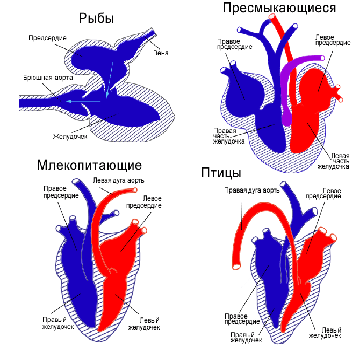 Рыбы
Предсердие
Вена
Брюшная аорта
Желудочек
Пресмыкающиеся
Правое
предсердие
Левое
предсердие
Правая
часть
желудочка
Левая
часть
желудочка
Млекопитающие
Левая дуга аорты
Правое
предсердие
Левое
предсердие
Правый
желудочек
Левый
желудочек
Птицы
Правая дуга аорты
Левое
предсердие
Правое
предсердие
Правый
желудочек
Левый
желудочек